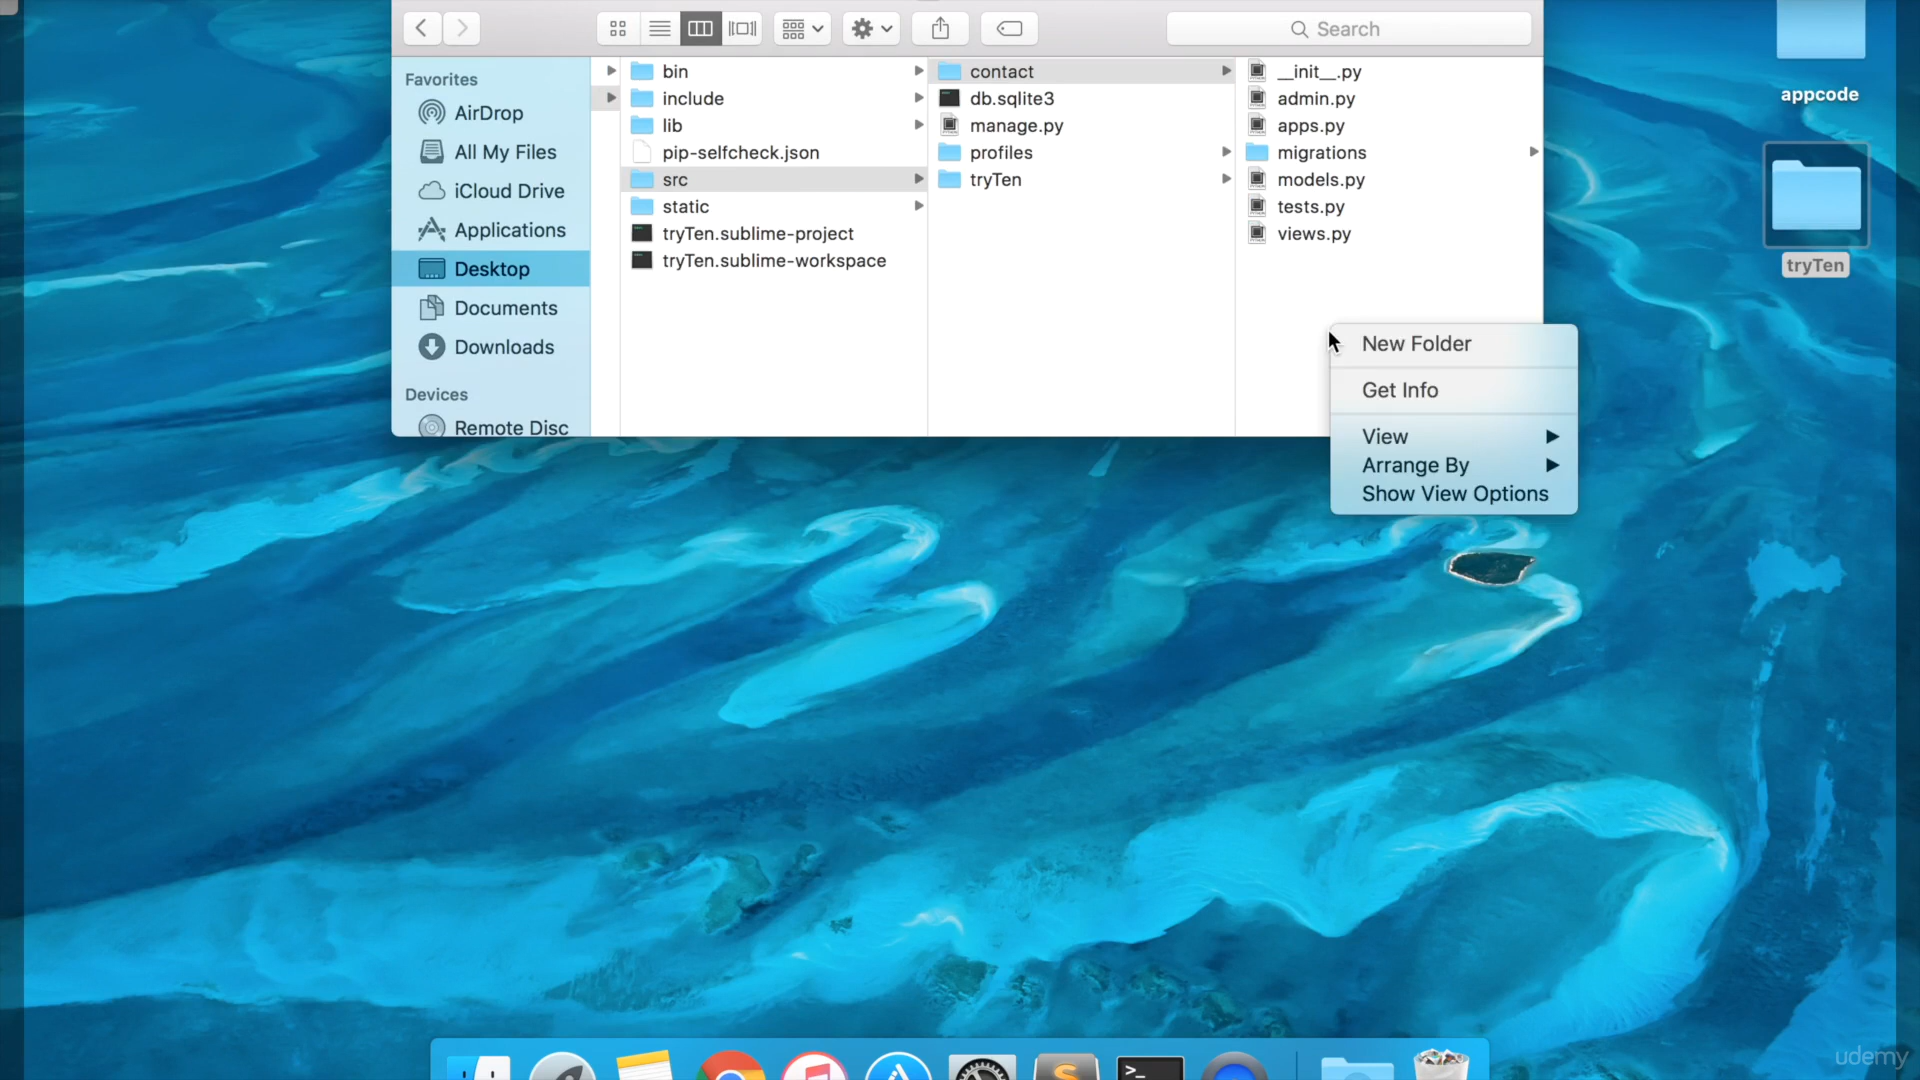 Search
Favorites
AirDrop
All My Files
iCloud Drive
Applications
Desktop
Documents
Downloads
Devices
Remote Disc
bin
include
lib
pip-selfcheck.json
src
static
tryTen.sublime-project
tryTen.sublime-workspace
contact
db.sqlite3
manage.py
profiles
tryTen
__init__.py
admin.py
apps.py
migrations
models.py
tests.py
views.py
New Folder
Get Info
View
Arrange By
Show View Options
appcode
tryTen
udemy